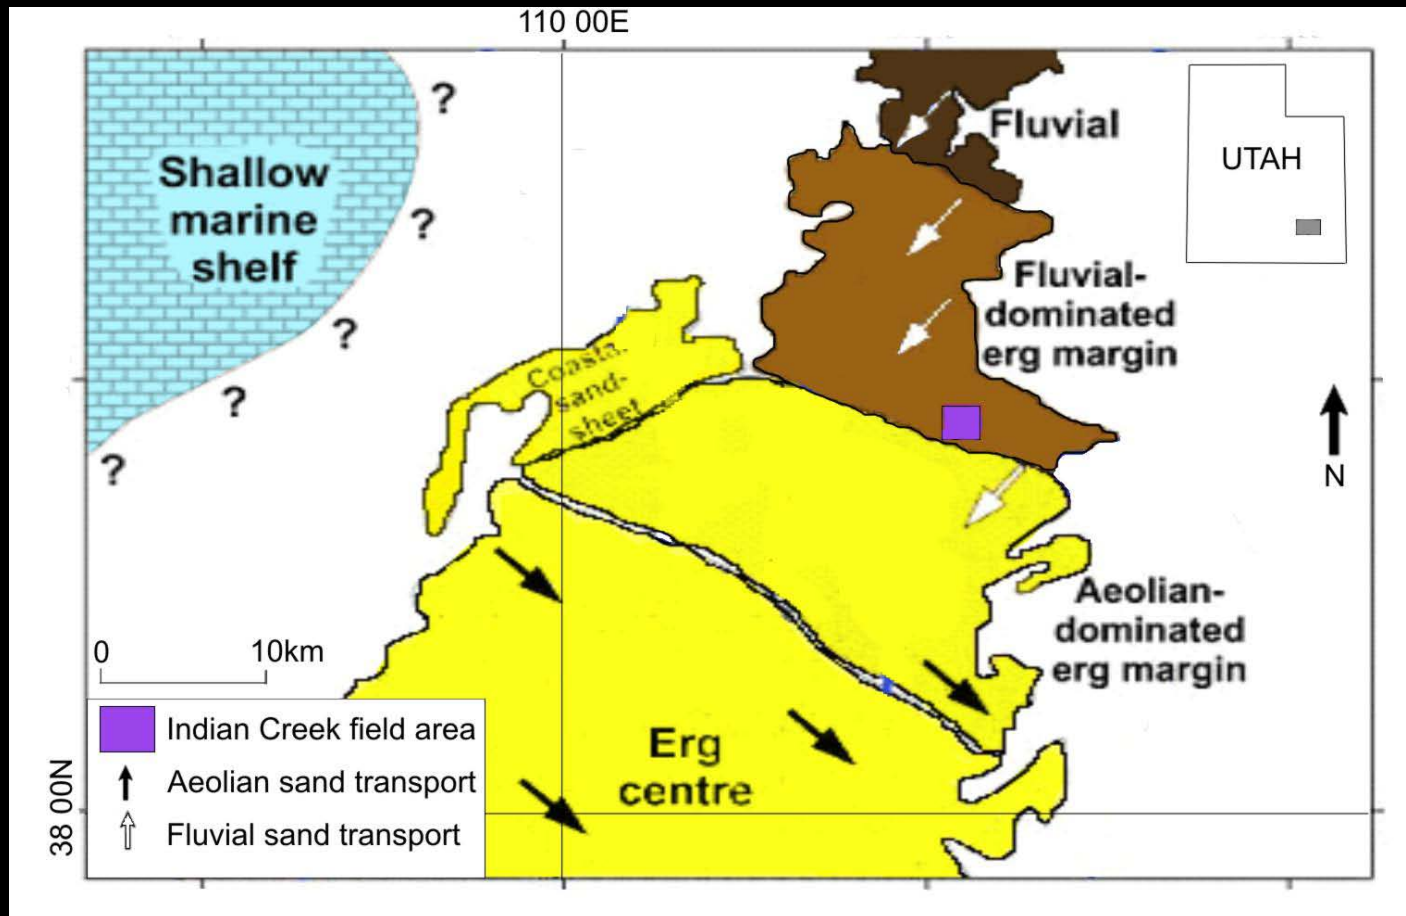 110 00E
?
Fluvial
UTAH
Shallow
marine
shelf
?
Fluvial-
dominated
erg margin
?
Coasta
sand-
sheet
?
?
N
Aeolian-
dominated
erg margin
0 10km
Erg
centre
38 00N
Indian Creek field area
Aeolian sand transport
Fluvial sand transport